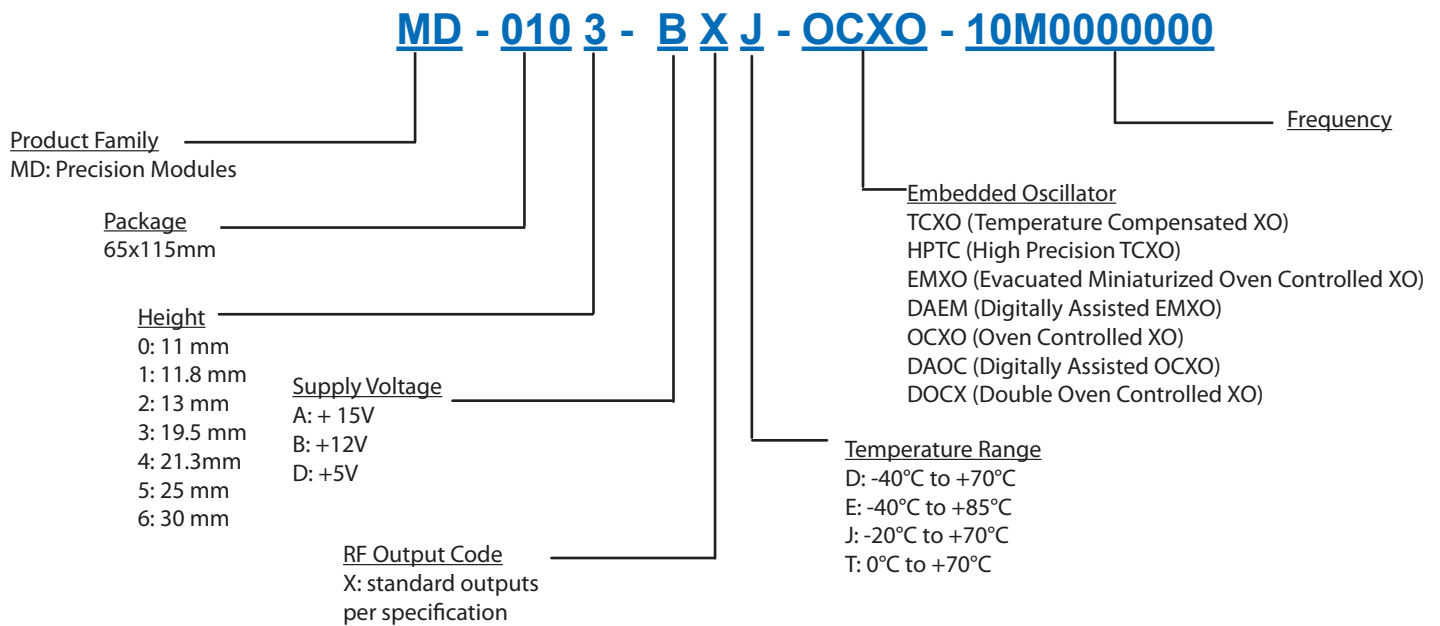 MD - 010 3 - B X J - OCXO - 10M0000000
Product Family
MD: Precision Modules
Package
65x115mm
Height
0: 11 mm
1: 11.8 mm
2: 13 mm
3: 19.5 mm
4: 21.3mm
5: 25 mm
6: 30 mm
Supply Voltage
A: + 15V
B: +12V
D: +5V
RF Output Code
X: standard outputs
per specification
Temperature Range
D: -40°C to +70°C
E: -40°C to +85°C
J: -20°C to +70°C
T: 0°C to +70°C
Embedded Oscillator
TCXO (Temperature Compensated XO)
HPTC (High Precision TCXO)
EMXO (Evacuated Miniaturized Oven Controlled XO)
DAEM (Digitally Assisted EMXO)
OCXO (Oven Controlled XO)
DAOC (Digitally Assisted OCXO)
DOCX (Double Oven Controlled XO)
Frequency